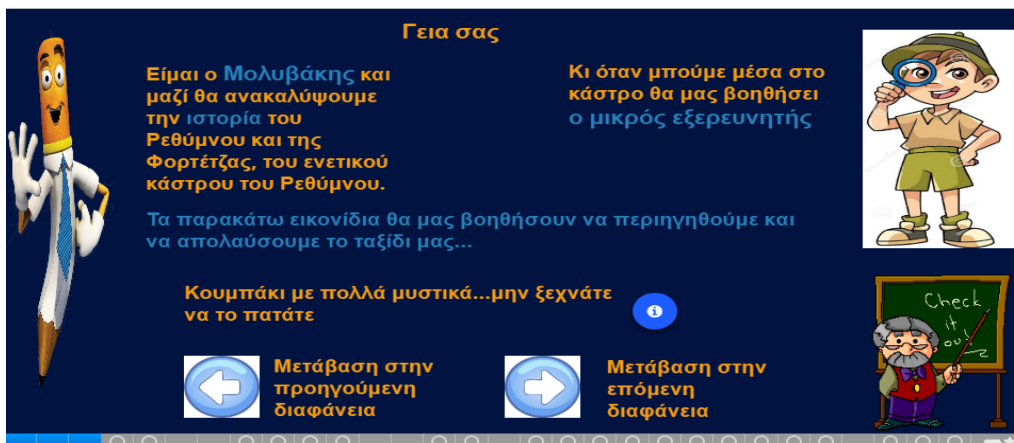 Γεια σας
Είμαι ο Μολυβάκης και
μαζί θα ανακαλύψουμε
την ιστορία του
Ρεθύμνου και της
Φορτέτζας, του ενετικού
κάστρου του Ρεθύμνου.
Κι όταν μπούμε μέσα στο
κάστρο θα μας βοηθήσει
ο μικρός εξερευνητής
Τα παρακάτω εικονίδια θα μας βοηθήσουν να περιηγηθούμε και
να απολαύσουμε το ταξίδι μας...
Κουμπάκι με πολλά μυστικά...μην ξεχνάτε
να το πατάτε
i
Check
it
out
Μετάβαση στην
προηγούμενη
διαφάνεια
Μετάβαση στην
επόμενη
διαφάνεια